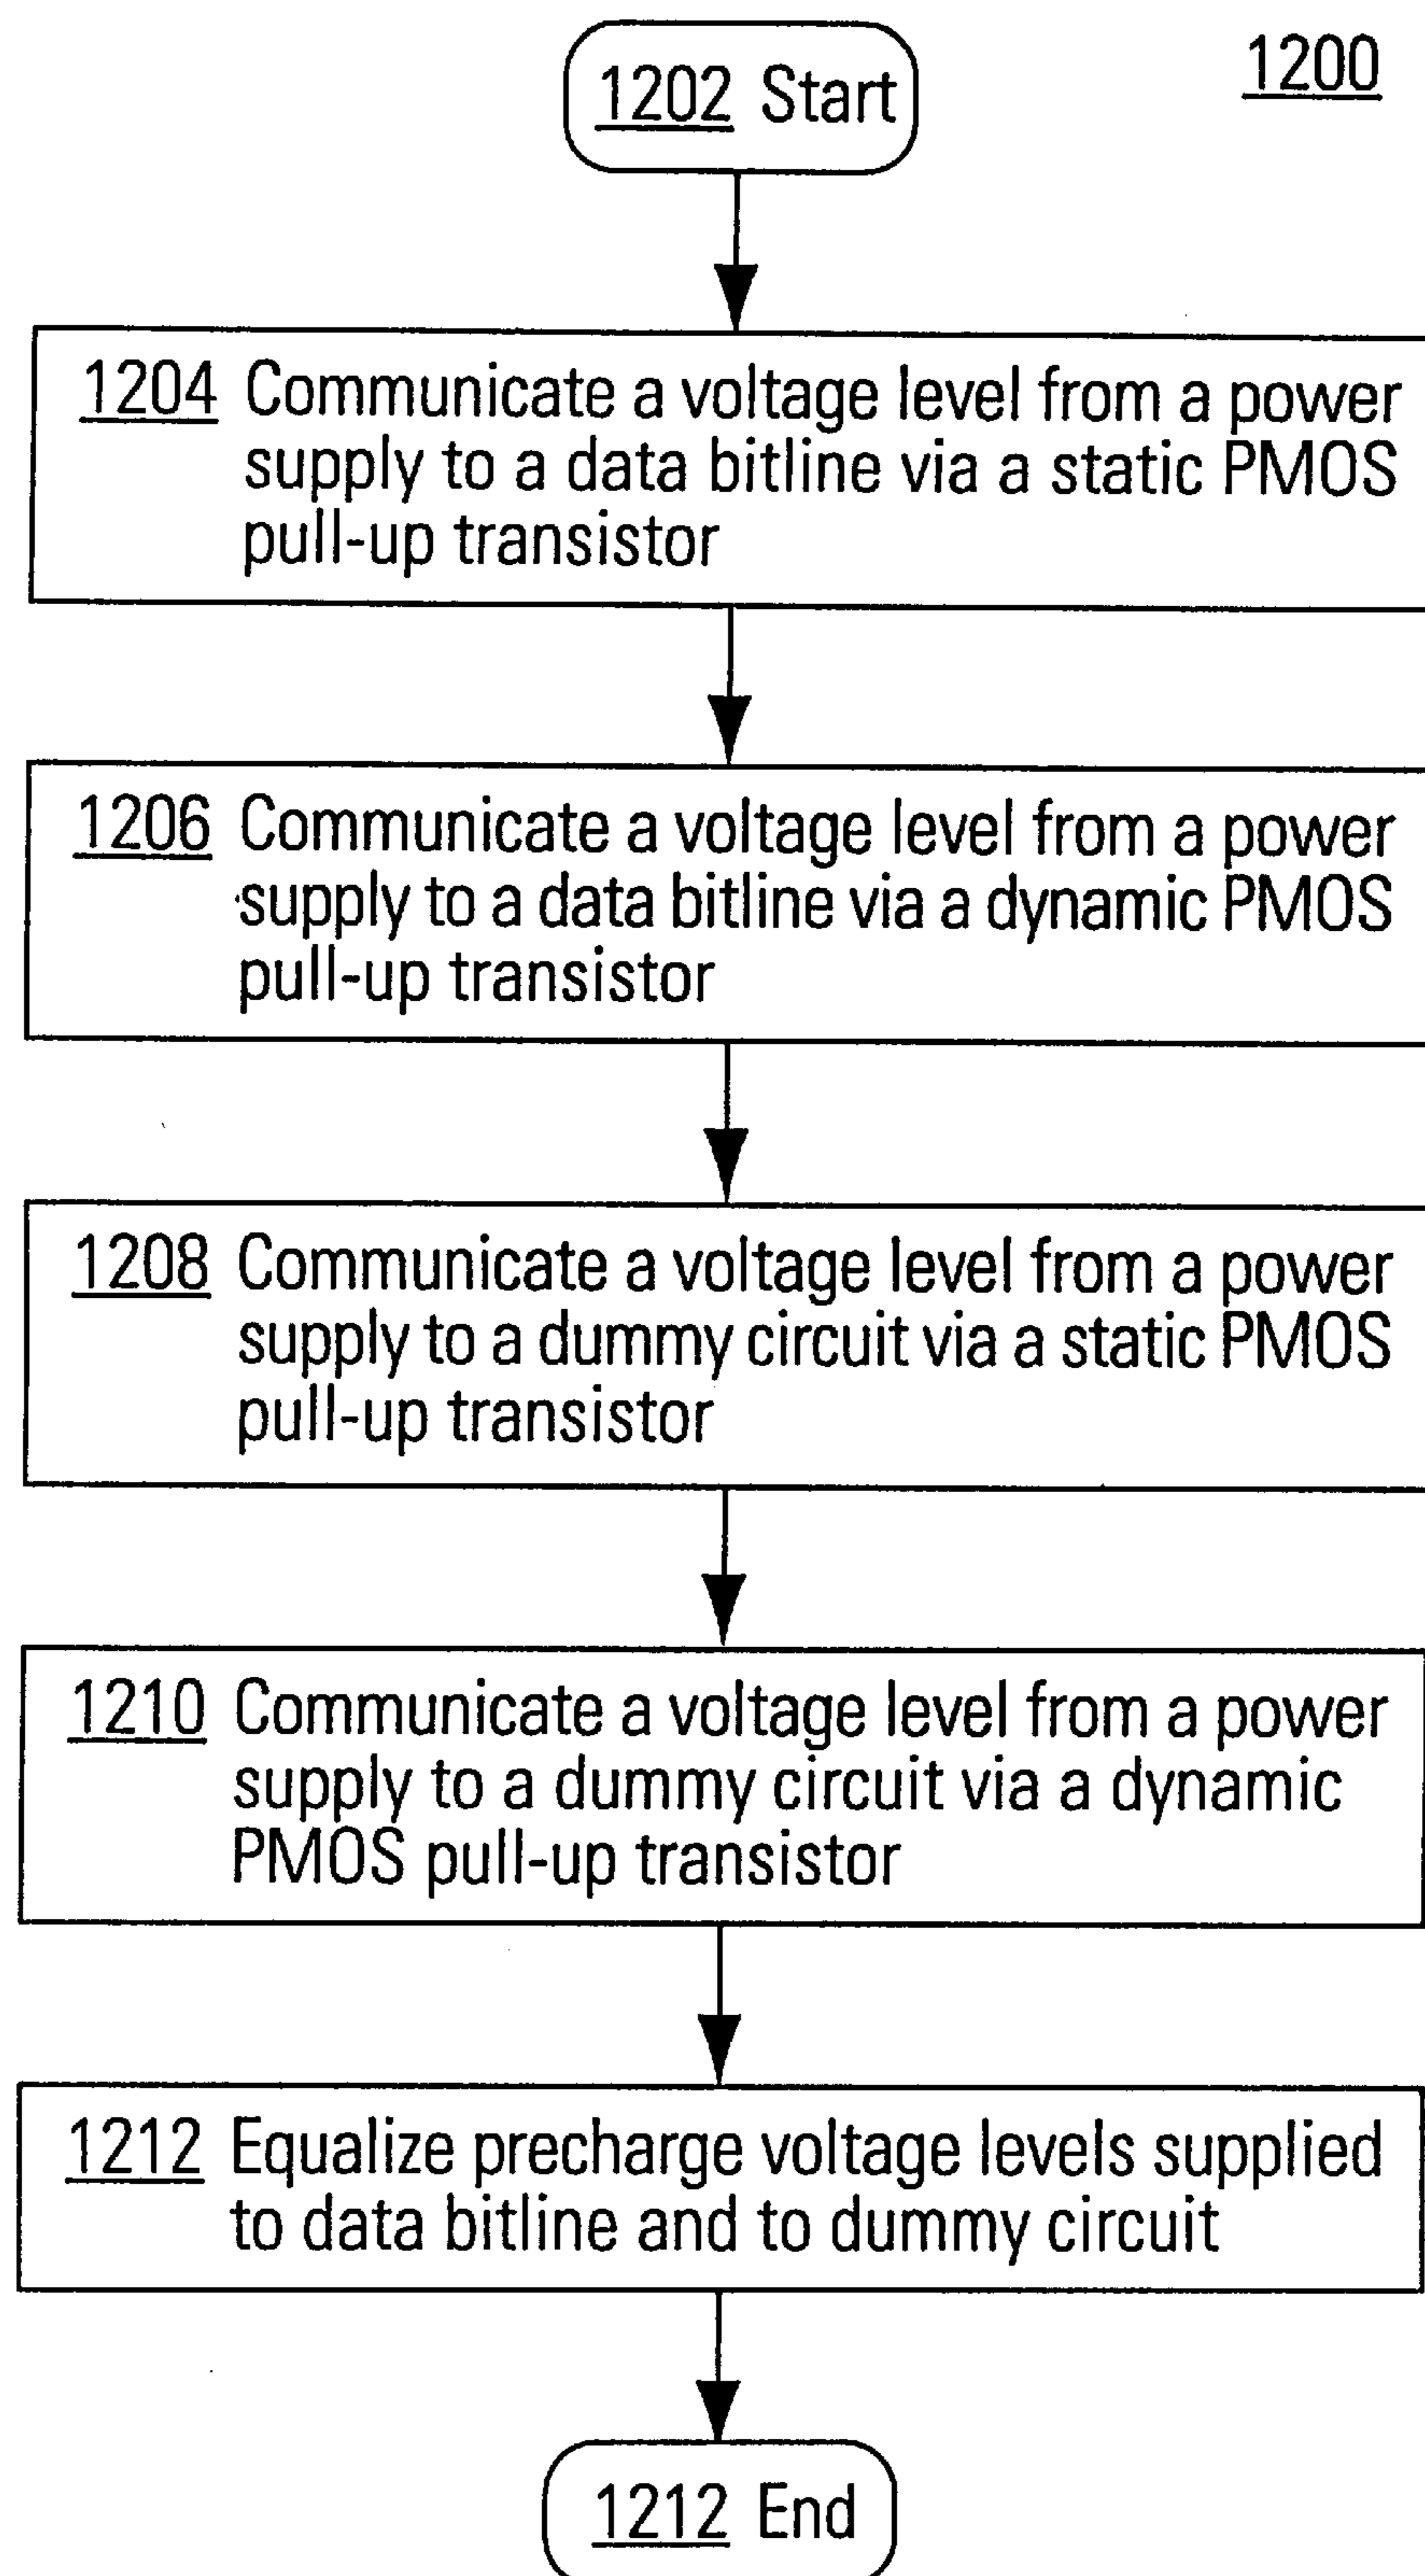 1200
1202 Start
1204 Communicate a voltage level from a power
supply to a data bitline via a static PMOS
pull-up transistor
1206 Communicate a voltage level from a power
supply to a data bitline via a dynamic PMOS
pull-up transistor
1208 Communicate a voltage level from a power
supply to a dummy circuit via a static PMOS
pull-up transistor
1210 Communicate a voltage level from a power
supply to a dummy circuit via a dynamic
PMOS pull-up transistor
1212 Equalize precharge voltage levels supplied
to data bitline and to dummy circuit
1212 End